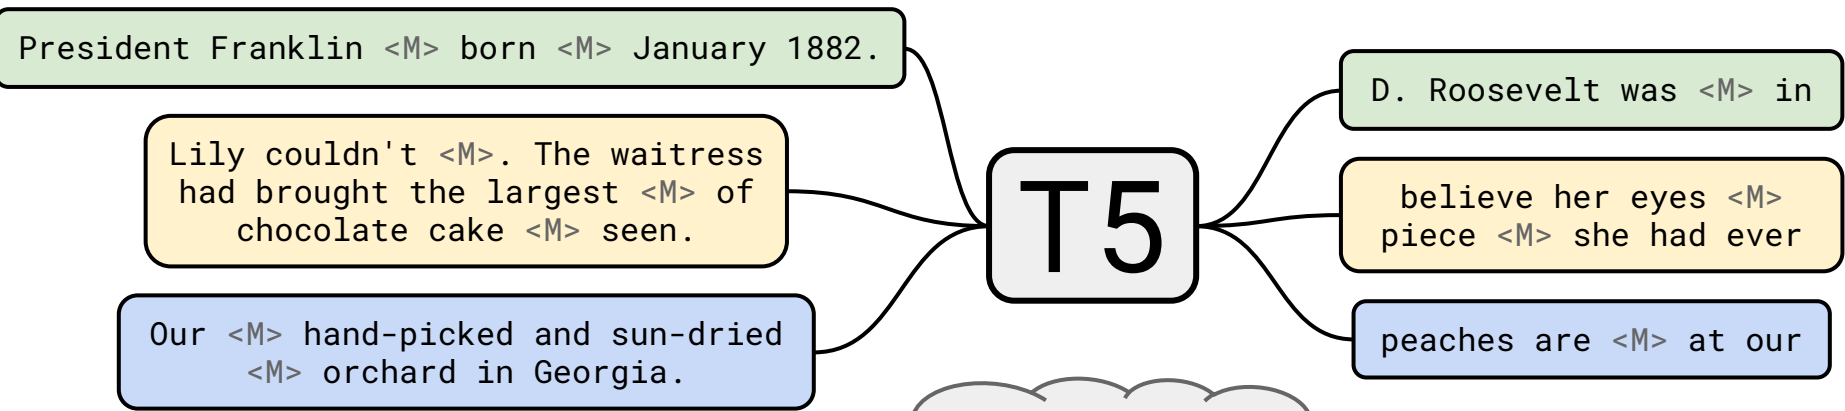 President Franklin <M> born <M> January 1882.
Lily couldn't <M>. The waitress
had brought the largest <M> of
chocolate cake <M> seen.
Our <M> hand-picked and sun-dried
<M> orchard in Georgia.
T5
D. Roosevelt was <M> in
believe her eyes <M>
piece <M> she had ever
peaches are <M> at our